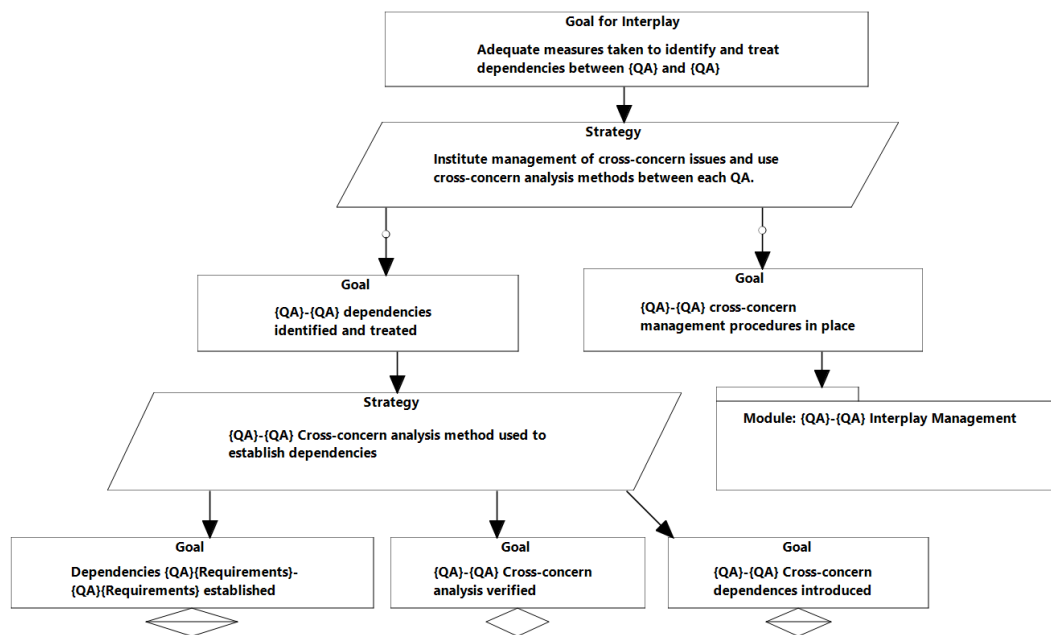 Goal for Interplay
Adequate measures taken to identify and treat
dependencies between {QA} and {QA}
Strategy
Institute management of cross-concern issues and use
cross-concern analysis methods between each QA.
Goal
{QA}-{QA} dependencies
identified and treated
Goal
{QA}-{QA} cross-concern
management procedures in place
Strategy
{QA}-{QA} Cross-concern analysis method used to
establish dependencies
Module: {QA}-{QA} Interplay Management
Goal
Dependencies {QA}{Requirements}-
{QA}{Requirements} established
Goal
{QA}-{QA} Cross-concern
analysis verified
Goal
{QA}-{QA} Cross-concern
dependences introduced